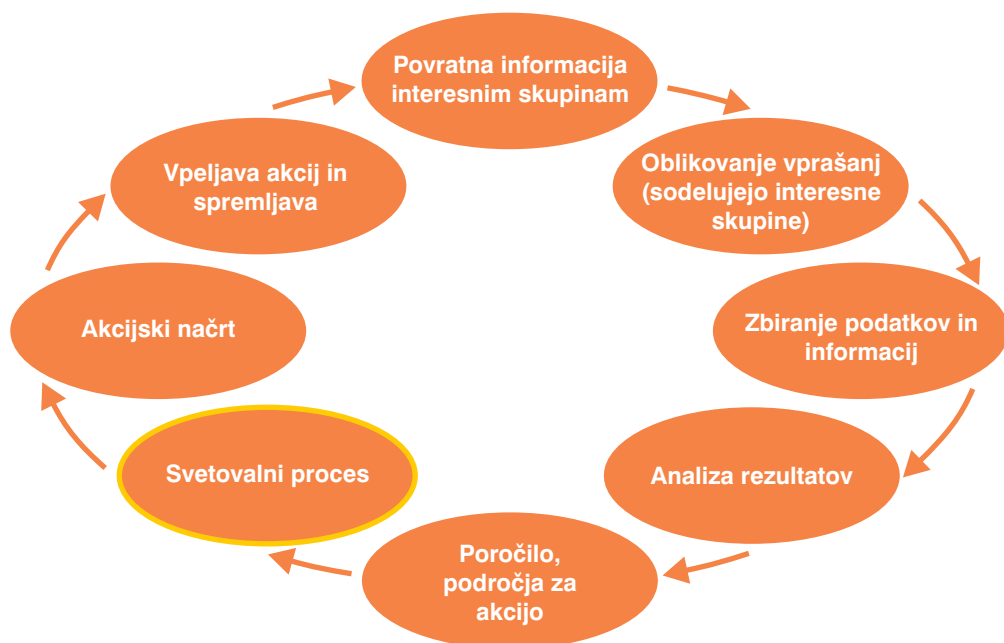 Povratna informacija
interesnim skupinam
Oblikovanje vprašanj
(sodelujejo interesne
skupine)
Zbiranje podatkov in
informacij
Analiza rezultatov
Poročilo,
področja za
akcijo
Svetovalni proces
Akcijski načrt
Vpeljava akcij in
spremljava